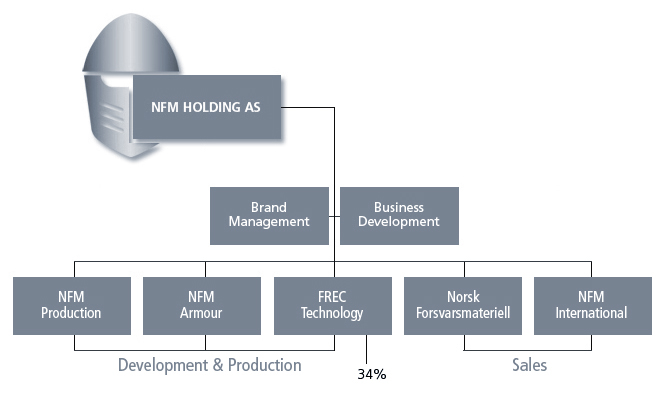 NFM HOLDING AS
Brand
Management
Business
Development
NFM
Production
NFM
Armour
FREC
Technology
Norsk
Forsvarsmateriell
NFM
International
Development & Production
34%
Sales